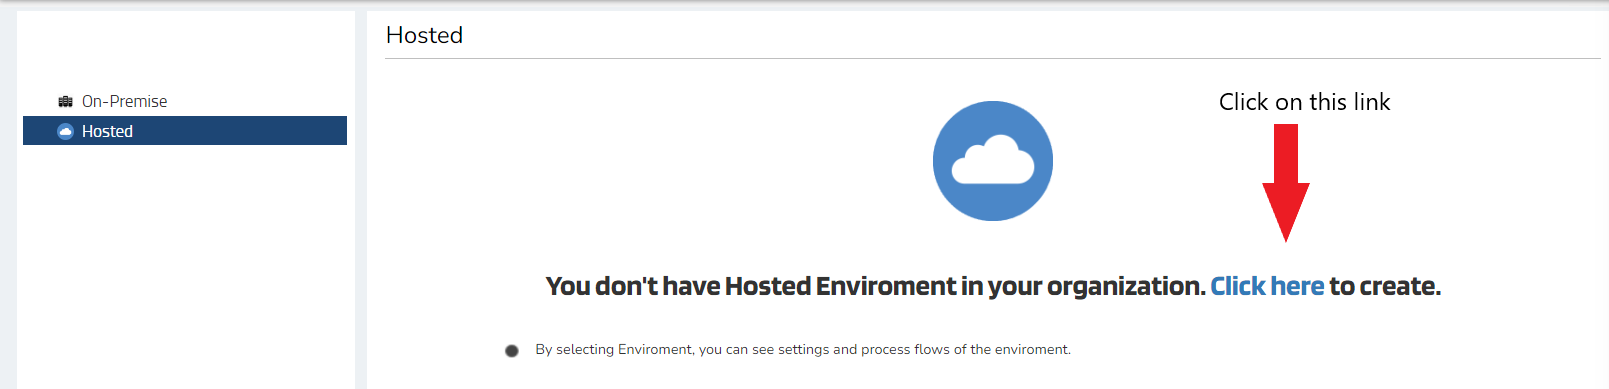 Hosted
On-Premise
Hosted
Click on this link
You don't have Hosted Enviroment in your organization. Click here to create.
By selecting Enviroment, you can see settings and process flows of the enviroment.